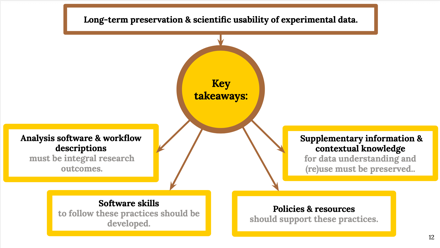 Long-term preservation & scientific usability of experimental data.
Key
takeaways:
Analysis software & workflow
descriptions
must be integral research
outcomes.
Supplementary information &
contextual knowledge
for data understanding and
(re)use must be preserved..
Software skills
to follow these practices should be
developed.
Policies & resources
should support these practices.
12